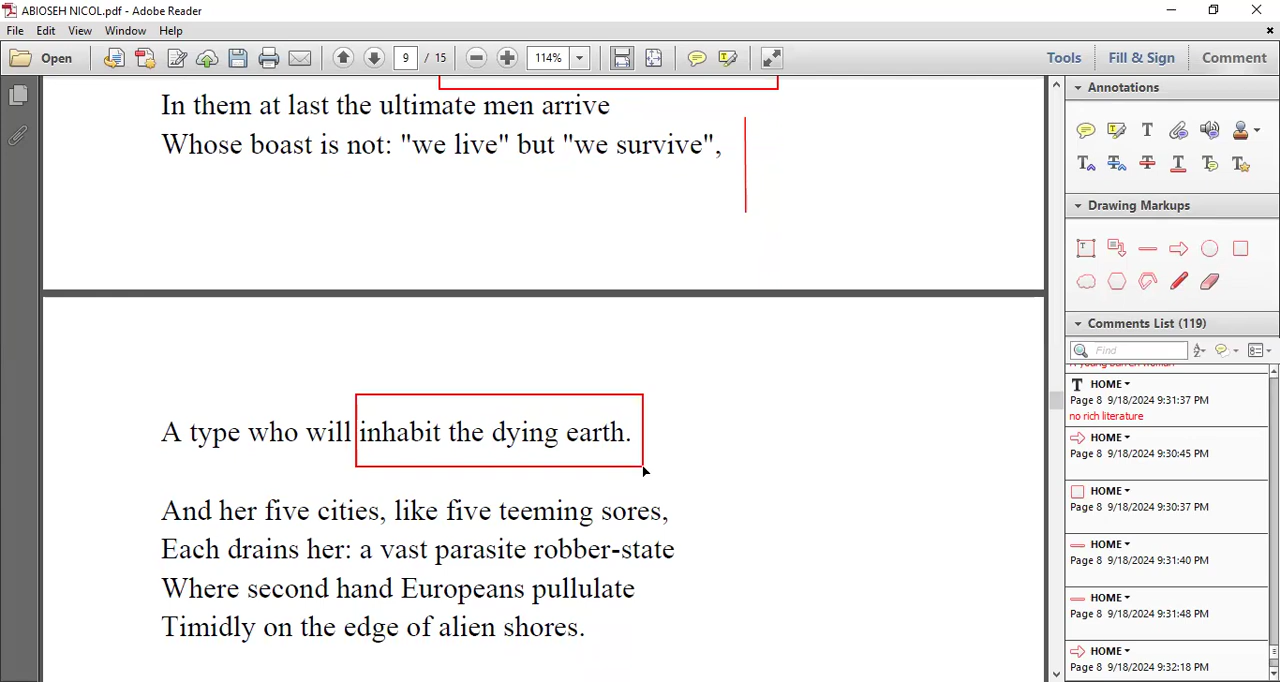 ABIOSEH NICOL.pdf - Adobe Reader
File Edit View Window Help
Open 9 / 15 114% Tools Fill & Sign Comment
In them at last the ultimate men arrive
Whose boast is not: "we live" but "we survive",
A type who will inhabit the dying earth.
And her five cities, like five teeming sores,
Each drains her: a vast parasite robber-state
Where second hand Europeans pullulate
Timidly on the edge of alien shores.
Annotations
Drawing Markups
Comments List (119)
Find
A young barren woman
HOME
Page 8 9/18/2024 9:31:37 PM
no rich literature
HOME
Page 8 9/18/2024 9:30:45 PM
HOME
Page 8 9/18/2024 9:30:37 PM
HOME
Page 8 9/18/2024 9:31:40 PM
HOME
Page 8 9/18/2024 9:31:48 PM
HOME
Page 8 9/18/2024 9:32:18 PM